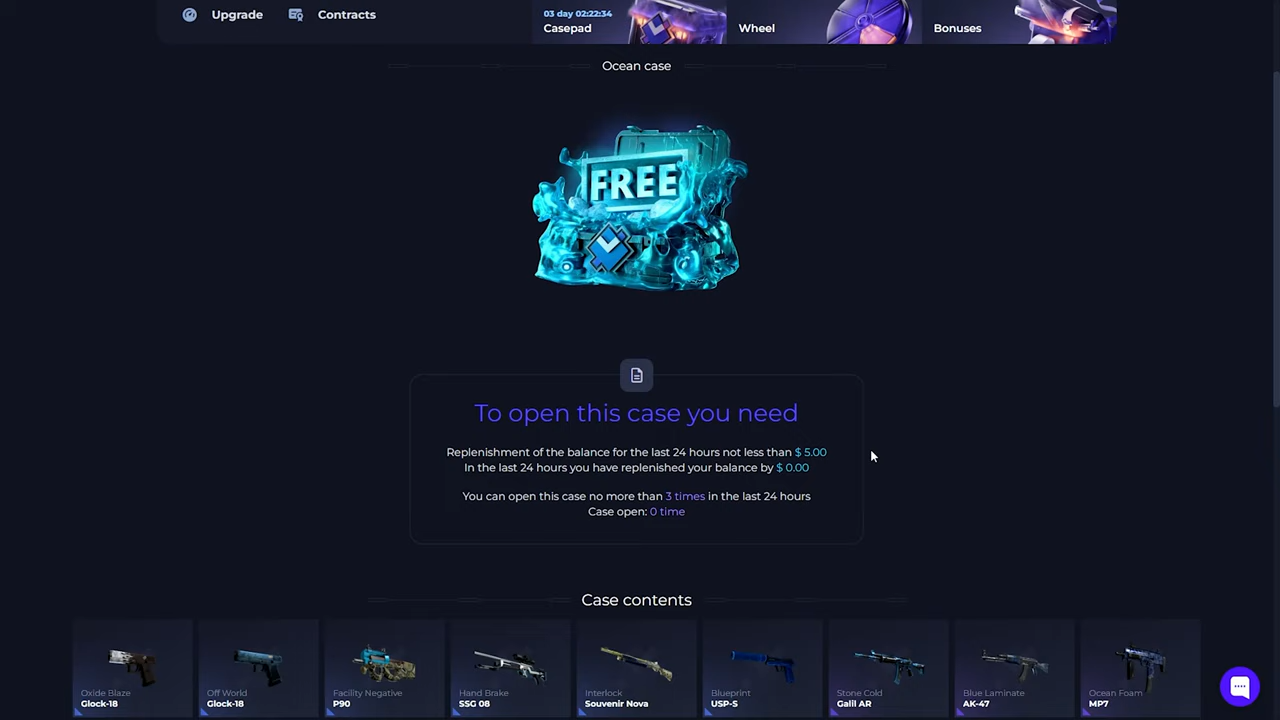 Upgrade
Contracts
03 day 02:22:34
Casepad
Wheel
Bonuses
Ocean case
FREE
To open this case you need
Replenishment of the balance for the last 24 hours not less than $ 5.00
In the last 24 hours you have replenished your balance by $ 0.00
You can open this case no more than 3 times in the last 24 hours
Case open: 0 time
Case contents
Oxide Blaze
Glock-18
Off World
Glock-18
Facility Negative
P90
Hand Brake
SSG 08
Interlock
Souvenir Nova
Blueprint
USP-S
Stone Cold
Galil AR
Blue Laminate
AK-47
Ocean Foam
MP7